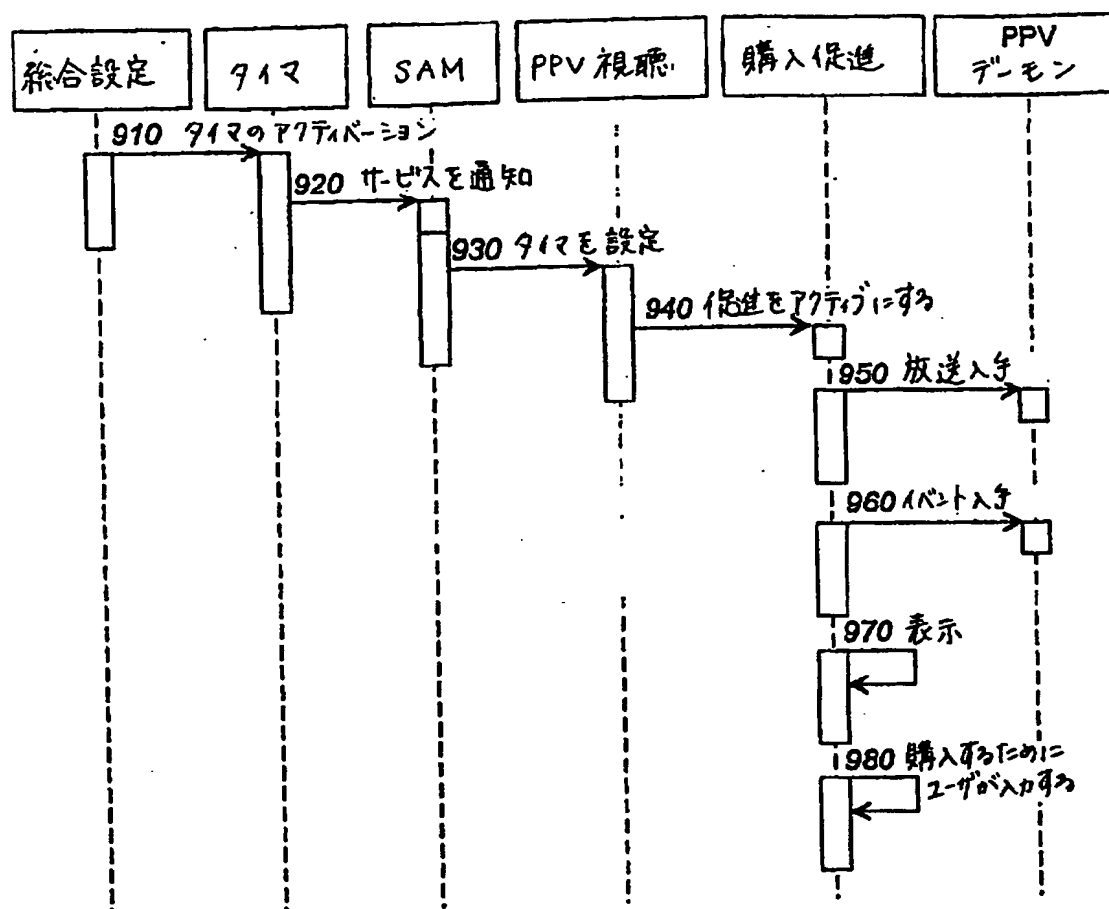 総合設定
タイマ
SAM
PPV 視聴
購入促進
PPV
デーモン
910 タイマのアクティベーション
920 サービスを通知
930 タイマを設定
940 促進をアクティブにする
950 放送入手
960 イベント入手
970 表示
980 購入するために
ユーザが入力する